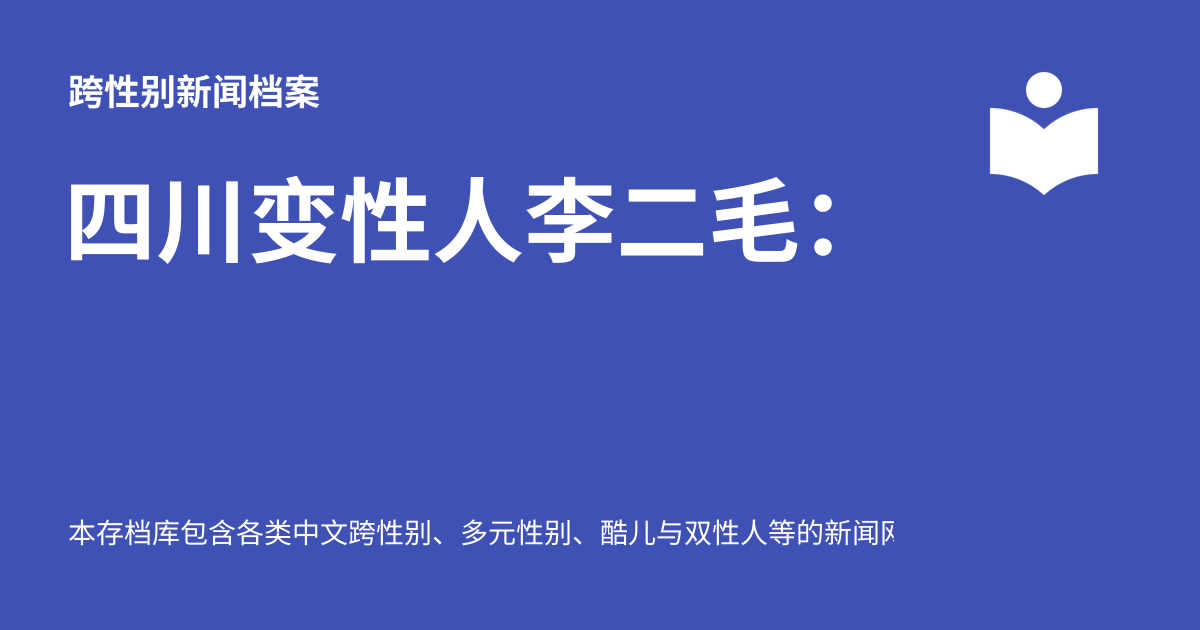 跨性别新闻档案
四川变性人李二毛：
本存档库包含各类中文跨性别、多元性别、酷儿与双性人等的新闻